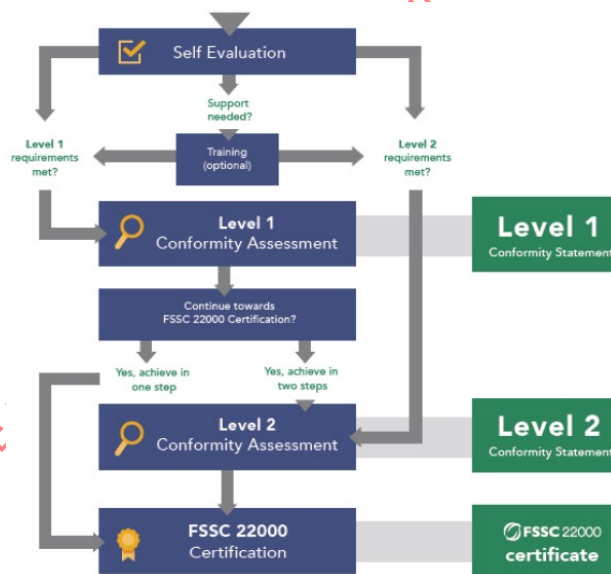 Self Evaluation
Support
needed?
Level 1
requirements
met?
Training
(optional)
Level 2
requirements
met?
Level 1
Conformity Assessment
Level 1
Conformity Statement
Continue towards
FSSC 22000 Certification?
Yes, achieve in
one step
Yes, achieve in
two steps
Level 2
Conformity Assessment
Level 2
Conformity Statement
FSSC 22000
Certification
FSSC 22000
certificate